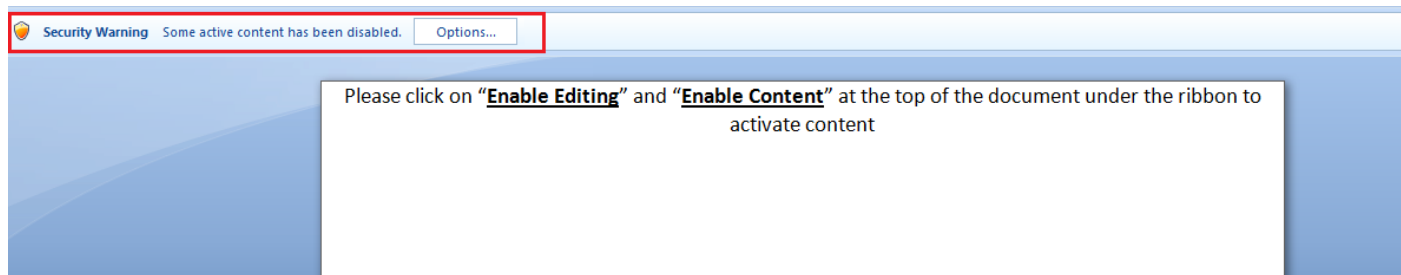 Security Warning Some active content has been disabled. Options...
Please click on “Enable Editing” and “Enable Content” at the top of the document under the ribbon to
activate content